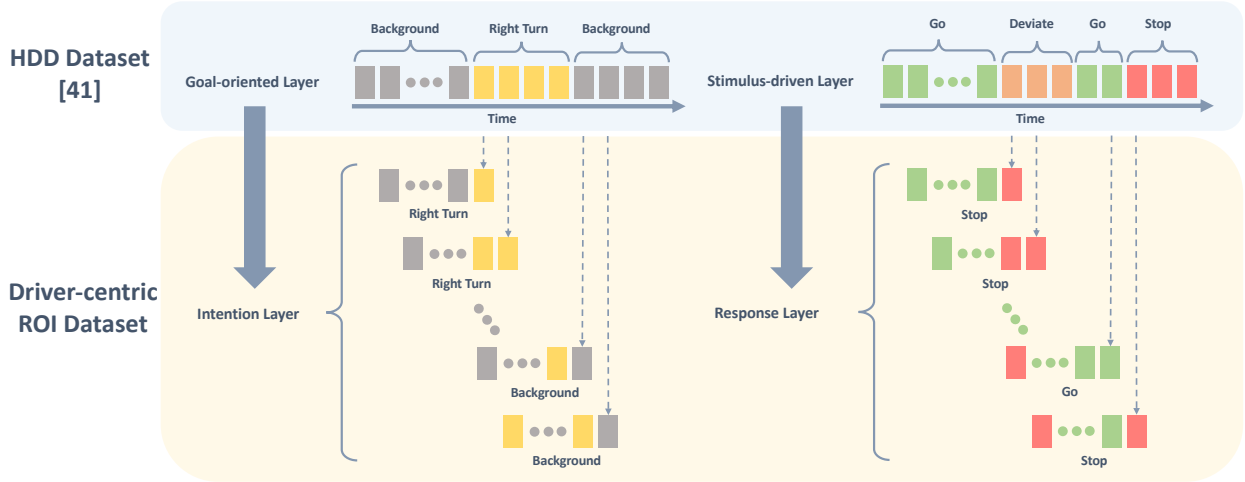 HDD Dataset
[41]
Goal-oriented Layer
Background
Right Turn
Background
Time
Stimulus-driven Layer
Go
Deviate
Go
Stop
Time
Driver-centric
ROI Dataset
Intention Layer
Right Turn
Right Turn
Background
Background
Response Layer
Stop
Stop
Go
Stop